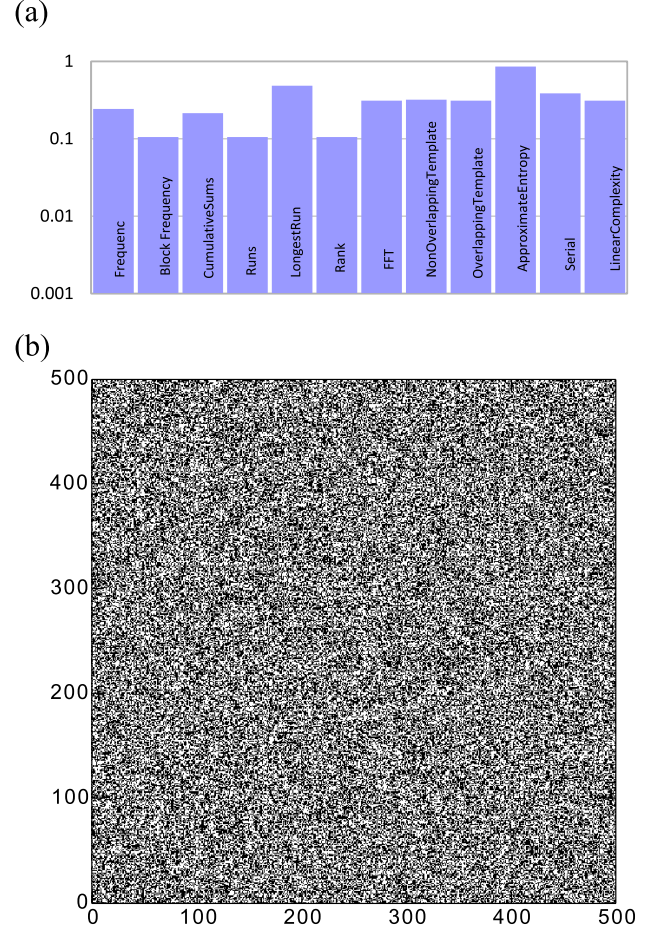 (a)
1
0.1
0.01
0.001
Frequenc
Block Frequency
CumulativeSums
Runs
LongestRun
Rank
FFT
NonOverlappingTemplate
OverlappingTemplate
ApproximateEntropy
Serial
LinearComplexity
(b)
500
400
300
200
100
0
0 100 200 300 400 500